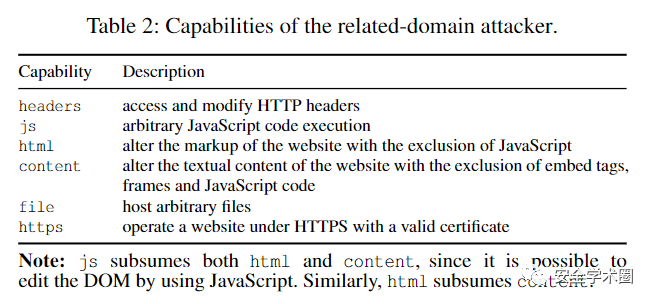 Table 2: Capabilities of the related-domain attacker.
Capability Description
headers access and modify HTTP headers
js arbitrary JavaScript code execution
html alter the markup of the website with the exclusion of JavaScript
content alter the textual content of the website with the exclusion of embed tags,
frames and JavaScript code
file host arbitrary files
https operate a website under HTTPS with a valid certificate
Note: js subsumes both html and content, since it is possible to
edit the DOM by using JavaScript. Similarly, html subsumes content.
安全学术圈